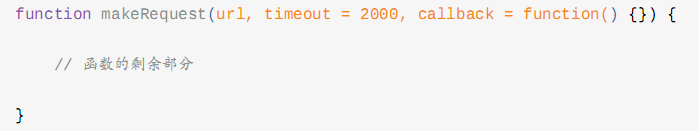 function makeRequest(url, timeout = 2000, callback = function() {}) {
// 函数的剩余部分
}